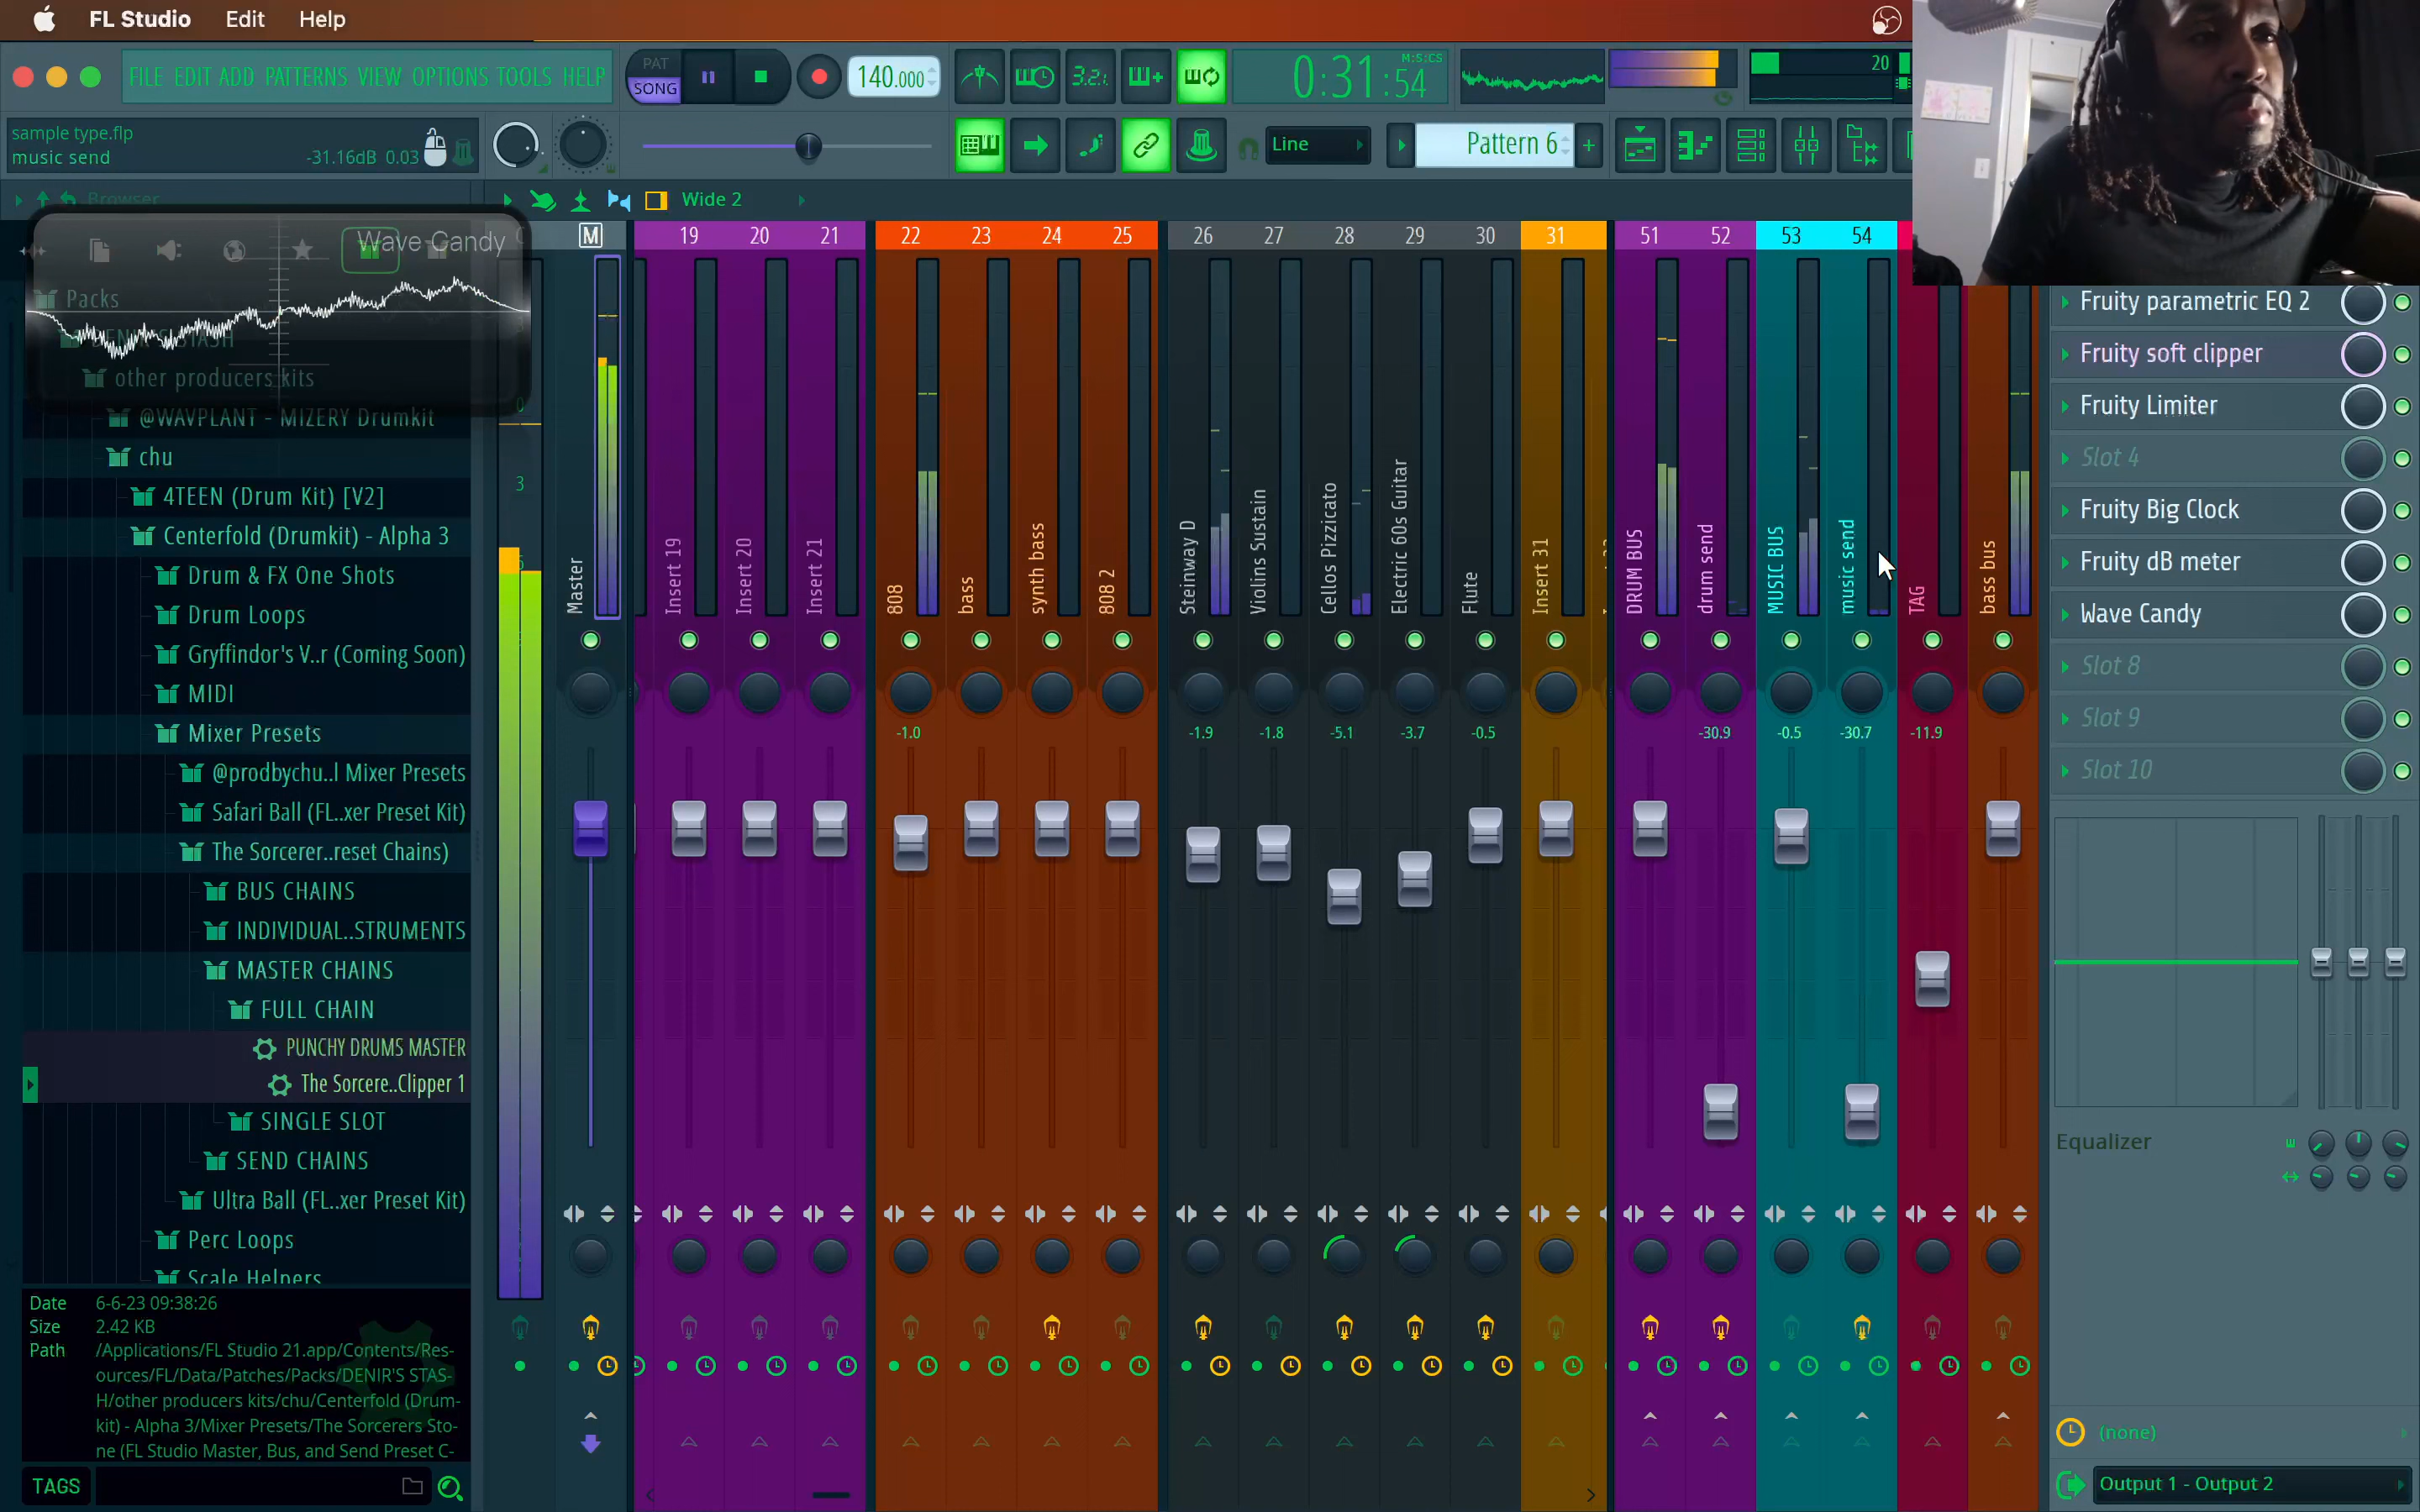 FL Studio Edit Help
FILE EDIT ADD PATTERNS VIEW OPTIONS TOOLS HELP
PAT
SONG
140.000
3.2.
0:31:54
M:S:CS
20
sample type.flp
music send
-31.16dB 0.03
Line
Pattern 6
Browser
Wide 2
Wave Candy
Packs
other producers kits
@WAVPLANT - MIZERY Drumkit
chu
4TEEN (Drum Kit) [V2]
Centerfold (Drumkit) - Alpha 3
Drum & FX One Shots
Drum Loops
Gryffindor's V..r (Coming Soon)
MIDI
Mixer Presets
@prodbychu..l Mixer Presets
Safari Ball (FL..xer Preset Kit)
The Sorcerer..reset Chains)
BUS CHAINS
INDIVIDUAL..STRUMENTS
MASTER CHAINS
FULL CHAIN
PUNCHY DRUMS MASTER
The Sorcere..Clipper 1
SINGLE SLOT
SEND CHAINS
Ultra Ball (FL..xer Preset Kit)
Perc Loops
Scale Helpers
Date 6-6-23 09:38:26
Size 2.42 KB
Path /Applications/FL Studio 21.app/Contents/Res-
ources/FL/Data/Patches/Packs/DENIR'S STAS-
H/other producers kits/chu/Centerfold (Drum-
kit) - Alpha 3/Mixer Presets/The Sorcerers Sto-
ne (FL Studio Master, Bus, and Send Preset C-
TAGS
M 19 20 21 22 23 24 25 26 27 28 29 30 31 51 52 53 54
0
3
Master
Insert 19
Insert 20
Insert 21
808
bass
synth bass
808 2
Steinway D
Violins Sustain
Cellos Pizzicato
Electric 60s Guitar
Flute
Insert 31
DRUM BUS
drum send
MUSIC BUS
music send
TAG
bass bus
-1.0 -1.9 -1.8 -5.1 -3.7 -0.5 -30.9 -0.5 -30.7 -11.9
Fruity parametric EQ 2
Fruity soft clipper
Fruity Limiter
Slot 4
Fruity Big Clock
Fruity dB meter
Wave Candy
Slot 8
Slot 9
Slot 10
Equalizer
(none)
Output 1 - Output 2